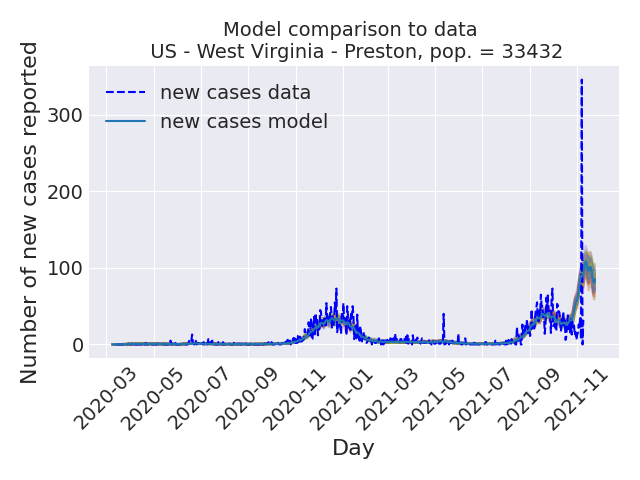 Model comparison to data
US - West Virginia - Preston, pop. = 33432
Number of new cases reported
300
200
100
0
new cases data
new cases model
2020-03
2020-05
2020-07
2020-09
2020-11
2021-01
2021-03
2021-05
2021-07
2021-09
2021-11
Day